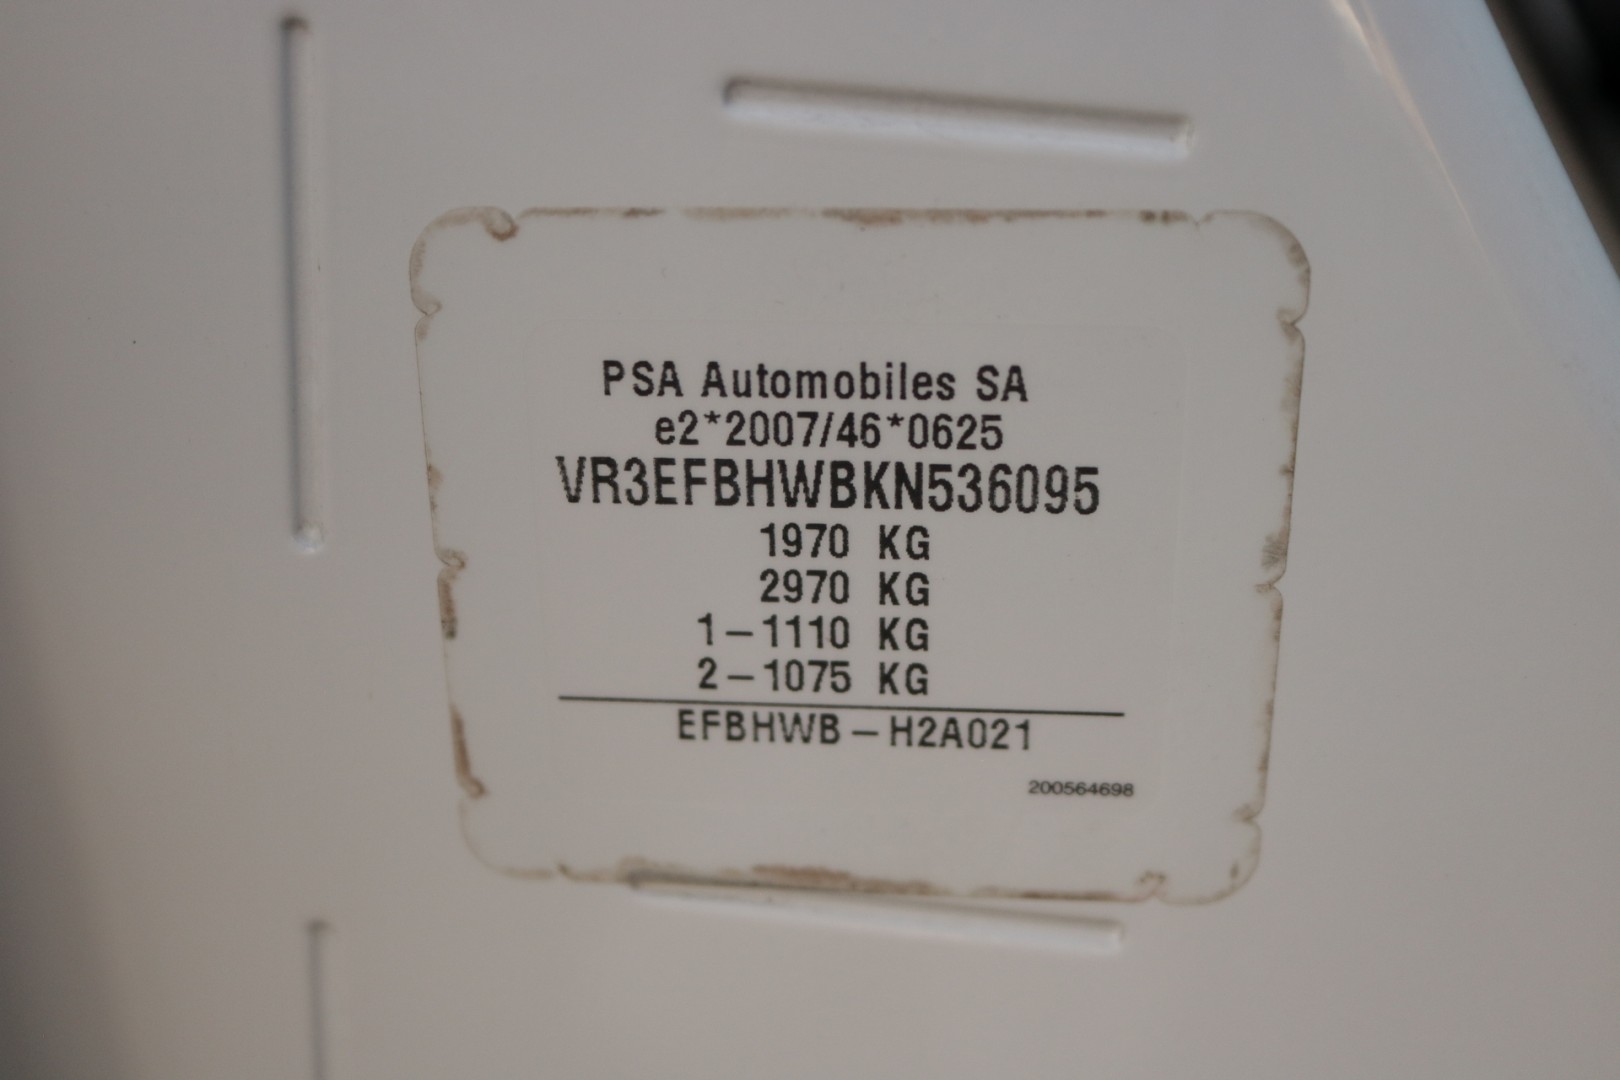 PSA Automobiles SA
e2*2007/46*0625
VR3EFBHWBKN536095
1970 KG
2970 KG
1-1110 KG
2-1075 KG
EFBHWB-H2A021
200564698